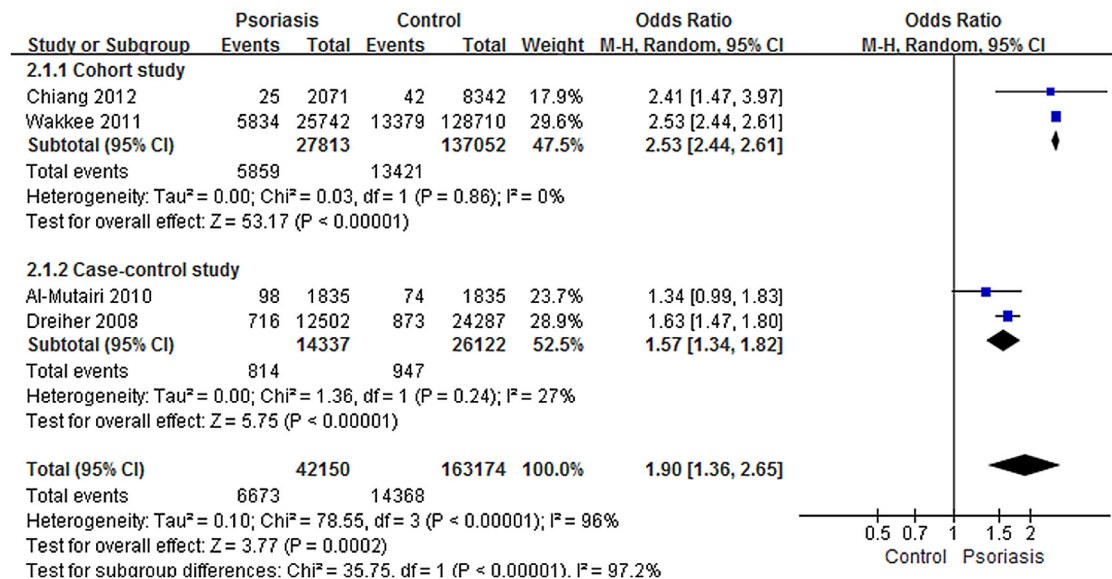 Psoriasis Control Odds Ratio Odds Ratio
Study or Subgroup Events Total Events Total Weight M-H, Random, 95% CI M-H, Random, 95% CI
2.1.1 Cohort study
Chiang 2012 25 2071 42 8342 17.9% 2.41 [1.47, 3.97]
Wakkee 2011 5834 25742 13379 128710 29.6% 2.53 [2.44, 2.61]
Subtotal (95% CI) 27813 137052 47.5% 2.53 [2.44, 2.61]
Total events 5859 13421
Heterogeneity: Tau² = 0.00; Chi² = 0.03, df = 1 (P = 0.86); I² = 0%
Test for overall effect: Z = 53.17 (P < 0.00001)
2.1.2 Case-control study
Al-Mutairi 2010 98 1835 74 1835 23.7% 1.34 [0.99, 1.83]
Dreiher 2008 716 12502 873 24287 28.9% 1.63 [1.47, 1.80]
Subtotal (95% CI) 14337 26122 52.5% 1.57 [1.34, 1.82]
Total events 814 947
Heterogeneity: Tau² = 0.00; Chi² = 1.36, df = 1 (P = 0.24); I² = 27%
Test for overall effect: Z = 5.75 (P < 0.00001)
Total (95% CI) 42150 163174 100.0% 1.90 [1.36, 2.65]
Total events 6673 14368
Heterogeneity: Tau² = 0.10; Chi² = 78.55, df = 3 (P < 0.00001); I² = 96%
Test for overall effect: Z = 3.77 (P = 0.0002)
Test for subgroup differences: Chi² = 35.75, df = 1 (P < 0.00001), I² = 97.2%
0.5 0.7 1 1.5 2
Control Psoriasis